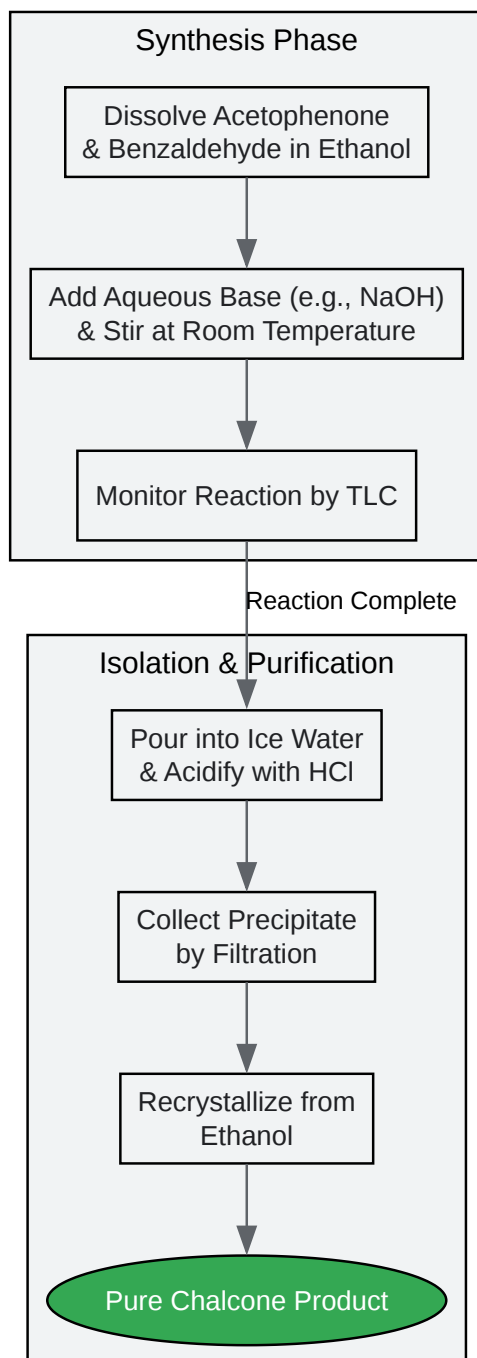 Synthesis Phase
Dissolve Acetophenone
& Benzaldehyde in Ethanol
Add Aqueous Base (e.g., NaOH)
& Stir at Room Temperature
Monitor Reaction by TLC
Reaction Complete
Isolation & Purification
Pour into Ice Water
& Acidify with HCl
Collect Precipitate
by Filtration
Recrystallize from
Ethanol
Pure Chalcone Product